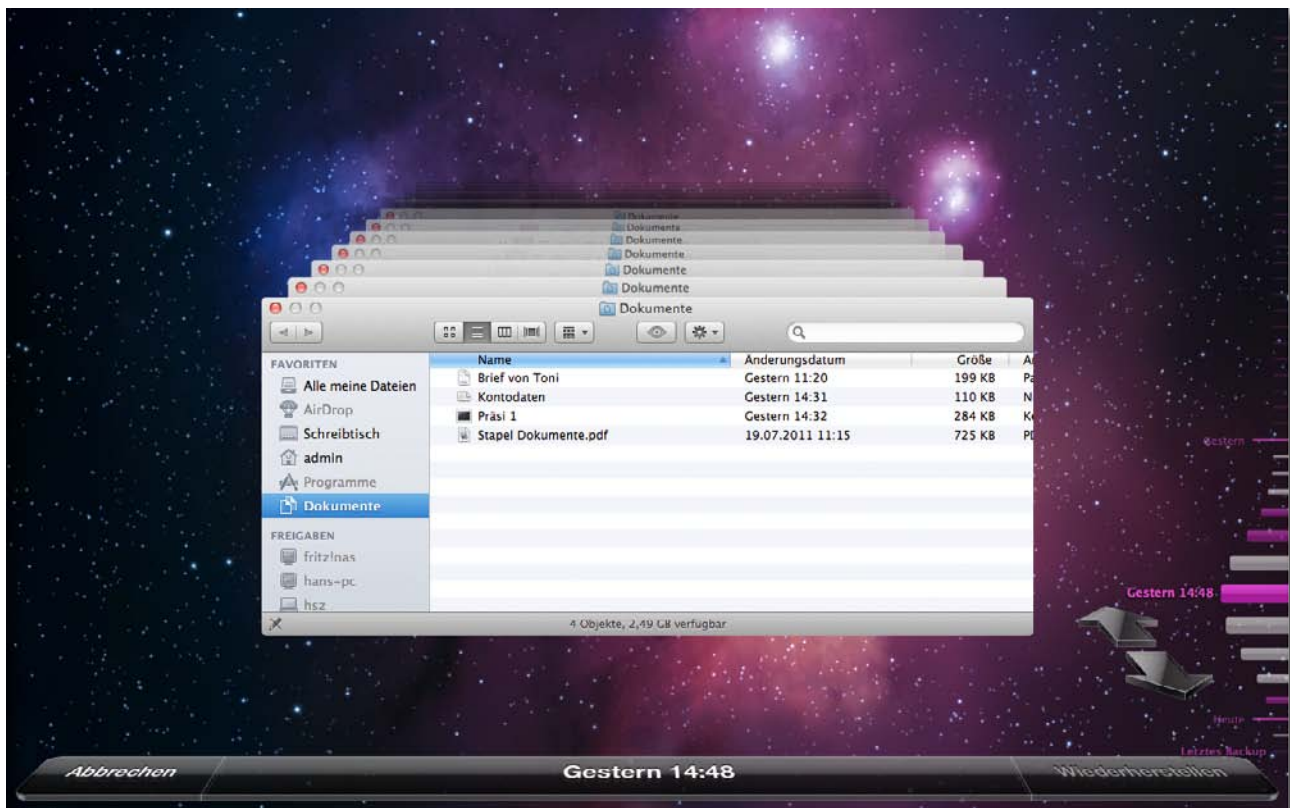 Dokumente
Dokumente
Dokumente
Dokumente
Dokumente
Dokumente
Dokumente
FAVORITEN
Alle meine Dateien
AirDrop
Schreibtisch
admin
Programme
Dokumente
FREIGABEN
fritz!nas
hans-pc
hsz
Name Änderungsdatum Größe
Brief von Toni Gestern 11:20 199 KB
Kontodaten Gestern 14:31 110 KB
Präsi 1 Gestern 14:32 284 KB
Stapel Dokumente.pdf 19.07.2011 11:15 725 KB
4 Objekte, 2,49 GB verfügbar
Gestern
Gestern 14:48
Heute
Letztes Backup
Abbrechen
Gestern 14:48
Wiederherstellen